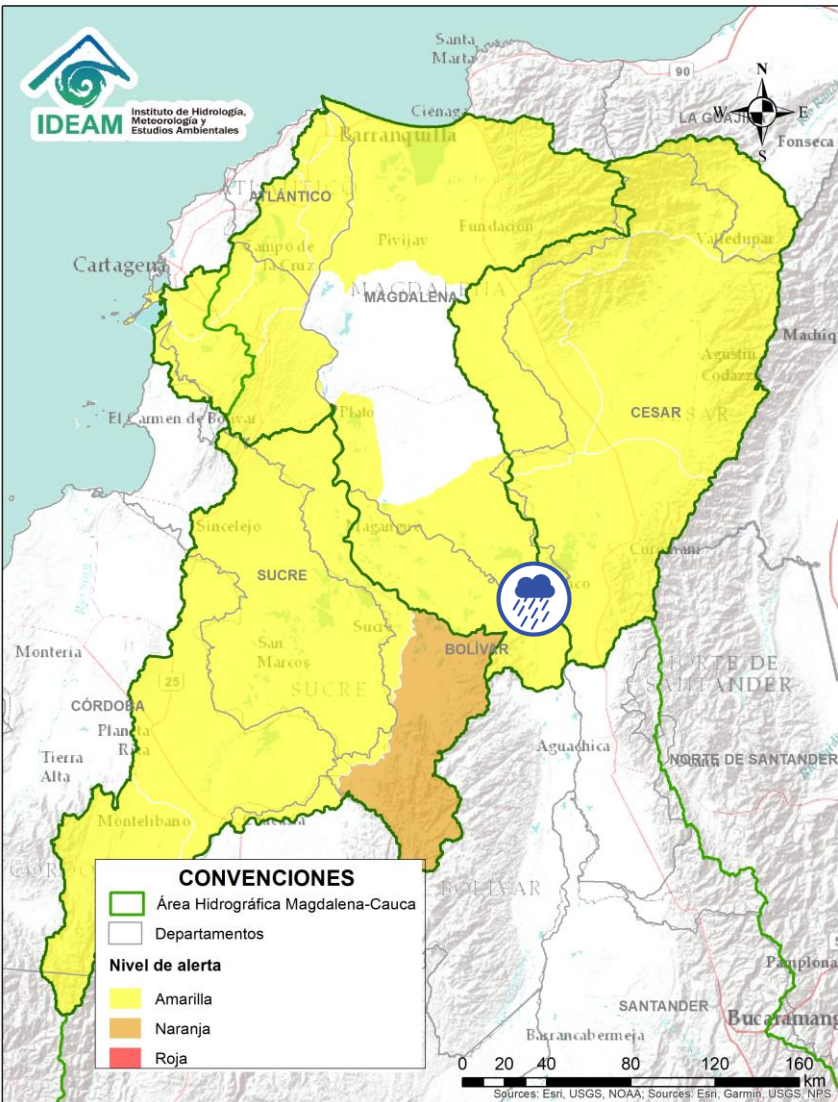 IDEAM
Instituto de Hidrología,
Meteorología y
Estudios Ambientales
Santa
Marta
90
N
W
E
S
LA GUAJIRA
Fonseca
Ciénaga
Barranquilla
ATLÁNTICO
Campo de
la Cruz
Pivijay
Fundación
Valledupar
Cartagena
MAGDALENA
MAGDALENA
Agustín
Codazzi
CESAR
El Carmen de Bolívar
Plato
Sincelejo
Magangué
SUCRE
Sucre
BOLÍVAR
San
Marcos
SUCRE
NORTE DE
SANTANDER
Montería
25
CÓRDOBA
Planeta
Rica
Tierra
Alta
Aguachica
NORTE DE SANTANDER
Montelíbano
BOLÍVAR
CONVENCIONES
Área Hidrográfica Magdalena-Cauca
Departamentos
Nivel de alerta
Amarilla
Naranja
Roja
Pamplona
SANTANDER
Bucaramang
Barrancabermeja
0 20 40 80 120 160
km
Sources: Esri, USGS, NOAA; Sources: Esri, Garmin, USGS, NPS